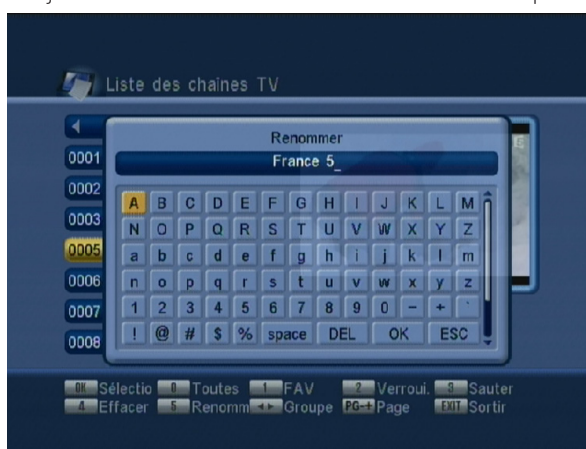 Liste des chaînes TV
Renommer
France 5_
0001
0002
0003
0005
0006
0007
0008
A B C D E F G H I J K L M
N O P Q R S T U V W X Y Z
a b c d e f g h i j k l m
n o p q r s t u v w x y z
1 2 3 4 5 6 7 8 9 0 - + .
! @ # $ % space DEL OK ESC
OK Sélectio 0 Toutes 1 FAV 2 Verroui. 3 Sauter
4 Effacer 5 Renomm ◄► Groupe PG-+ Page EXIT Sortir